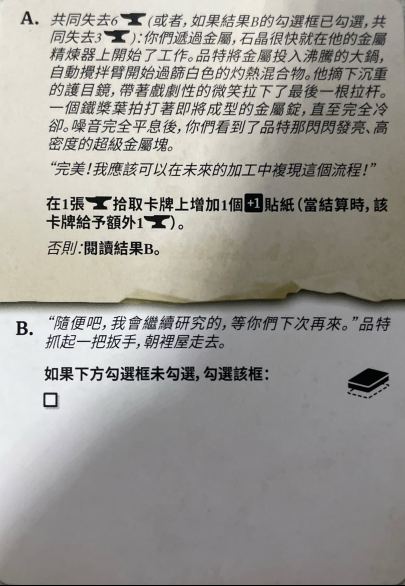 A. 共同失去6 (或者,如果結果B的勾選框已勾選,共
同失去3 ):你們遞過金屬,石晶很快就在他的金屬
精煉器上開始了工作。品特將金屬投入沸騰的大鍋,
自動攪拌臂開始過篩白色的灼熱混合物。他摘下沉重
的護目鏡,帶著戲劇性的微笑拉下了最後一根拉杆。
一個鐵槳葉拍打著即將成型的金屬錠,直至完全冷
卻。噪音完全平息後,你們看到了品特那閃閃發亮、高
密度的超級金屬塊。
“完美!我應該可以在未來的加工中複現這個流程!”
在1張 拾取卡牌上增加1個+1貼紙(當結算時,該
卡牌給予額外1 )。
否則:閱讀結果B。
B. “隨便吧,我會繼續研究的,等你們下次再來。”品特
抓起一把扳手,朝裡屋走去。
如果下方勾選框未勾選,勾選該框: